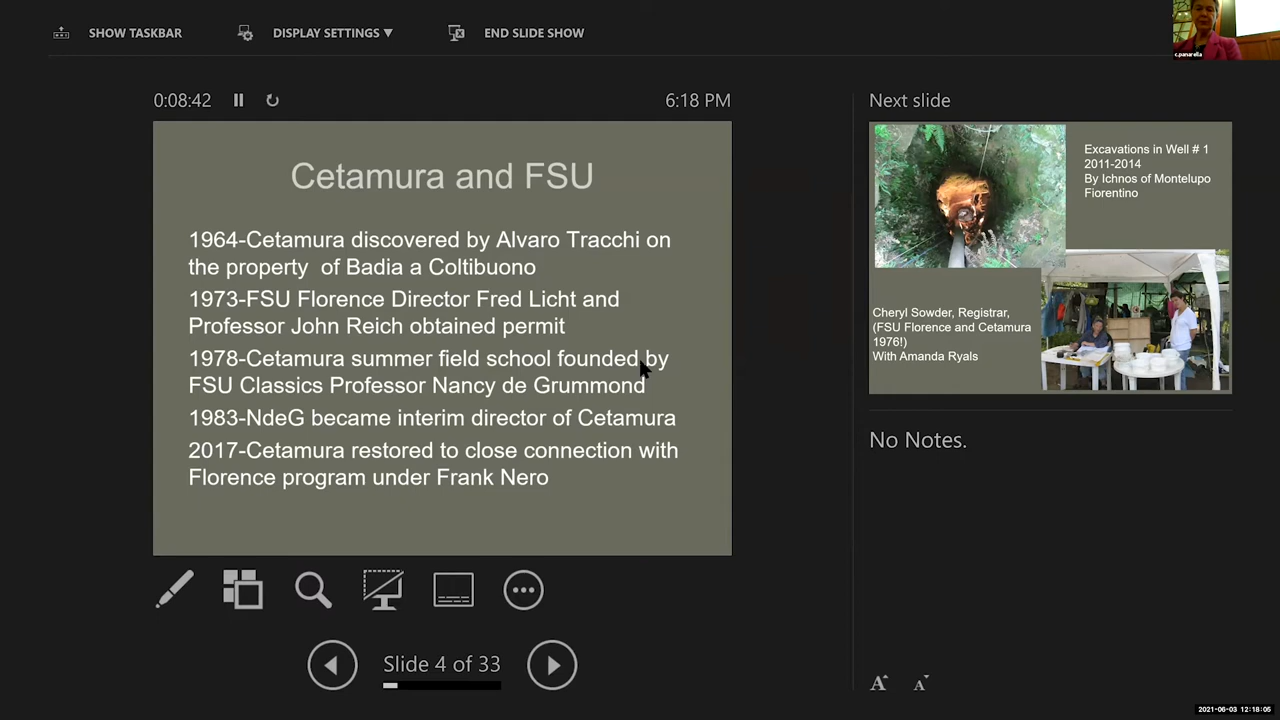 SHOW TASKBAR
DISPLAY SETTINGS ▼
END SLIDE SHOW
c.panarella
0:08:42
6:18 PM
Cetamura and FSU
1964-Cetamura discovered by Alvaro Tracchi on
the property of Badia a Coltibuono
1973-FSU Florence Director Fred Licht and
Professor John Reich obtained permit
1978-Cetamura summer field school founded by
FSU Classics Professor Nancy de Grummond
1983-NdeG became interim director of Cetamura
2017-Cetamura restored to close connection with
Florence program under Frank Nero
Slide 4 of 33
Next slide
Excavations in Well # 1
2011-2014
By Ichnos of Montelupo
Fiorentino
Cheryl Sowder, Registrar,
(FSU Florence and Cetamura
1976!)
With Amanda Ryals
No Notes.
A A
2021-06-03 12:18:05